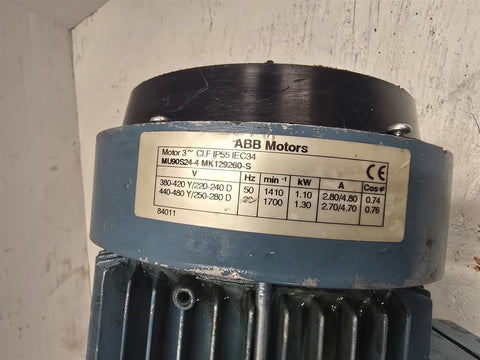 ABB Motors
Motor 3~ CLF IP55 IEC34
MU90S24-4 MK129260-S
V Hz min⁻¹ kW A Cos φ
380-420 Y/220-240 D 50 1410 1.10 2.80/4.80 0.74
440-480 Y/250-280 D 1700 1.30 2.70/4.70 0.76
84011
CE